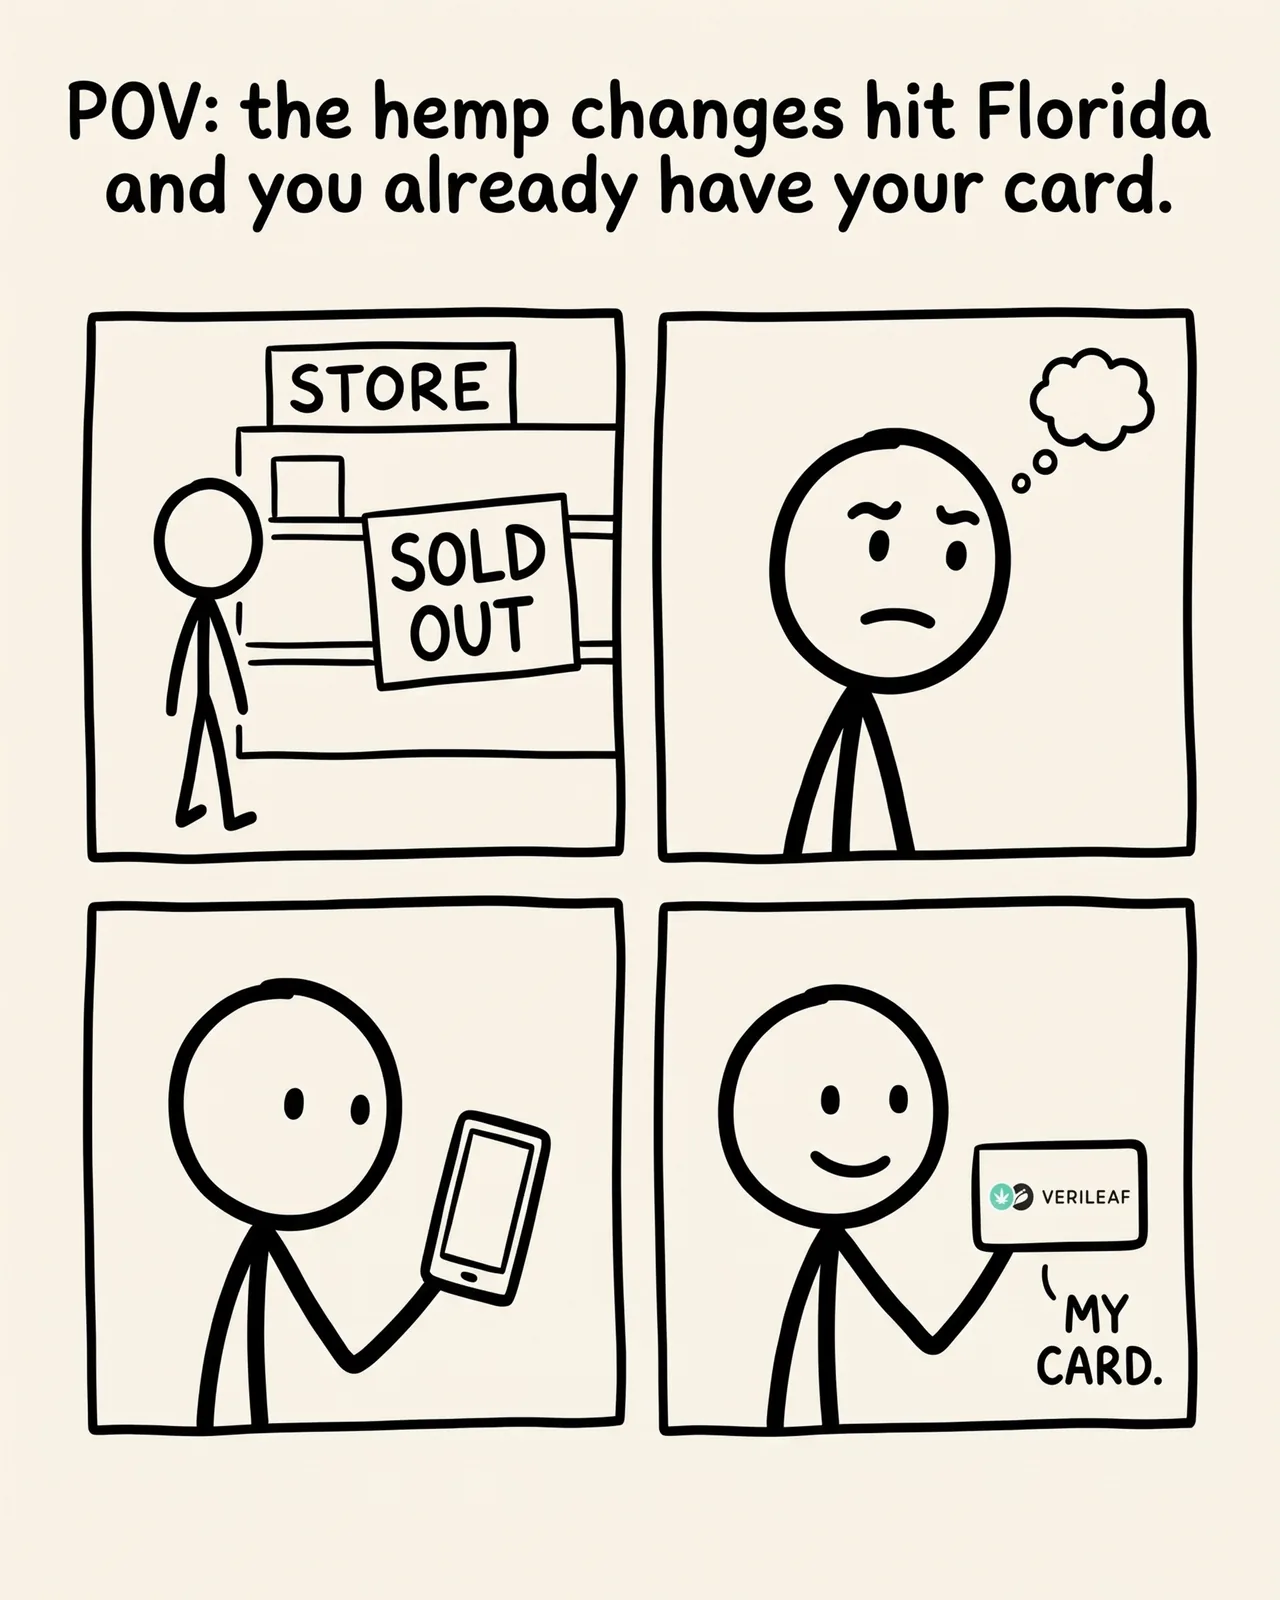 POV: the hemp changes hit Florida
and you already have your card.
STORE
SOLD
OUT
VERILEAF
MY
CARD.